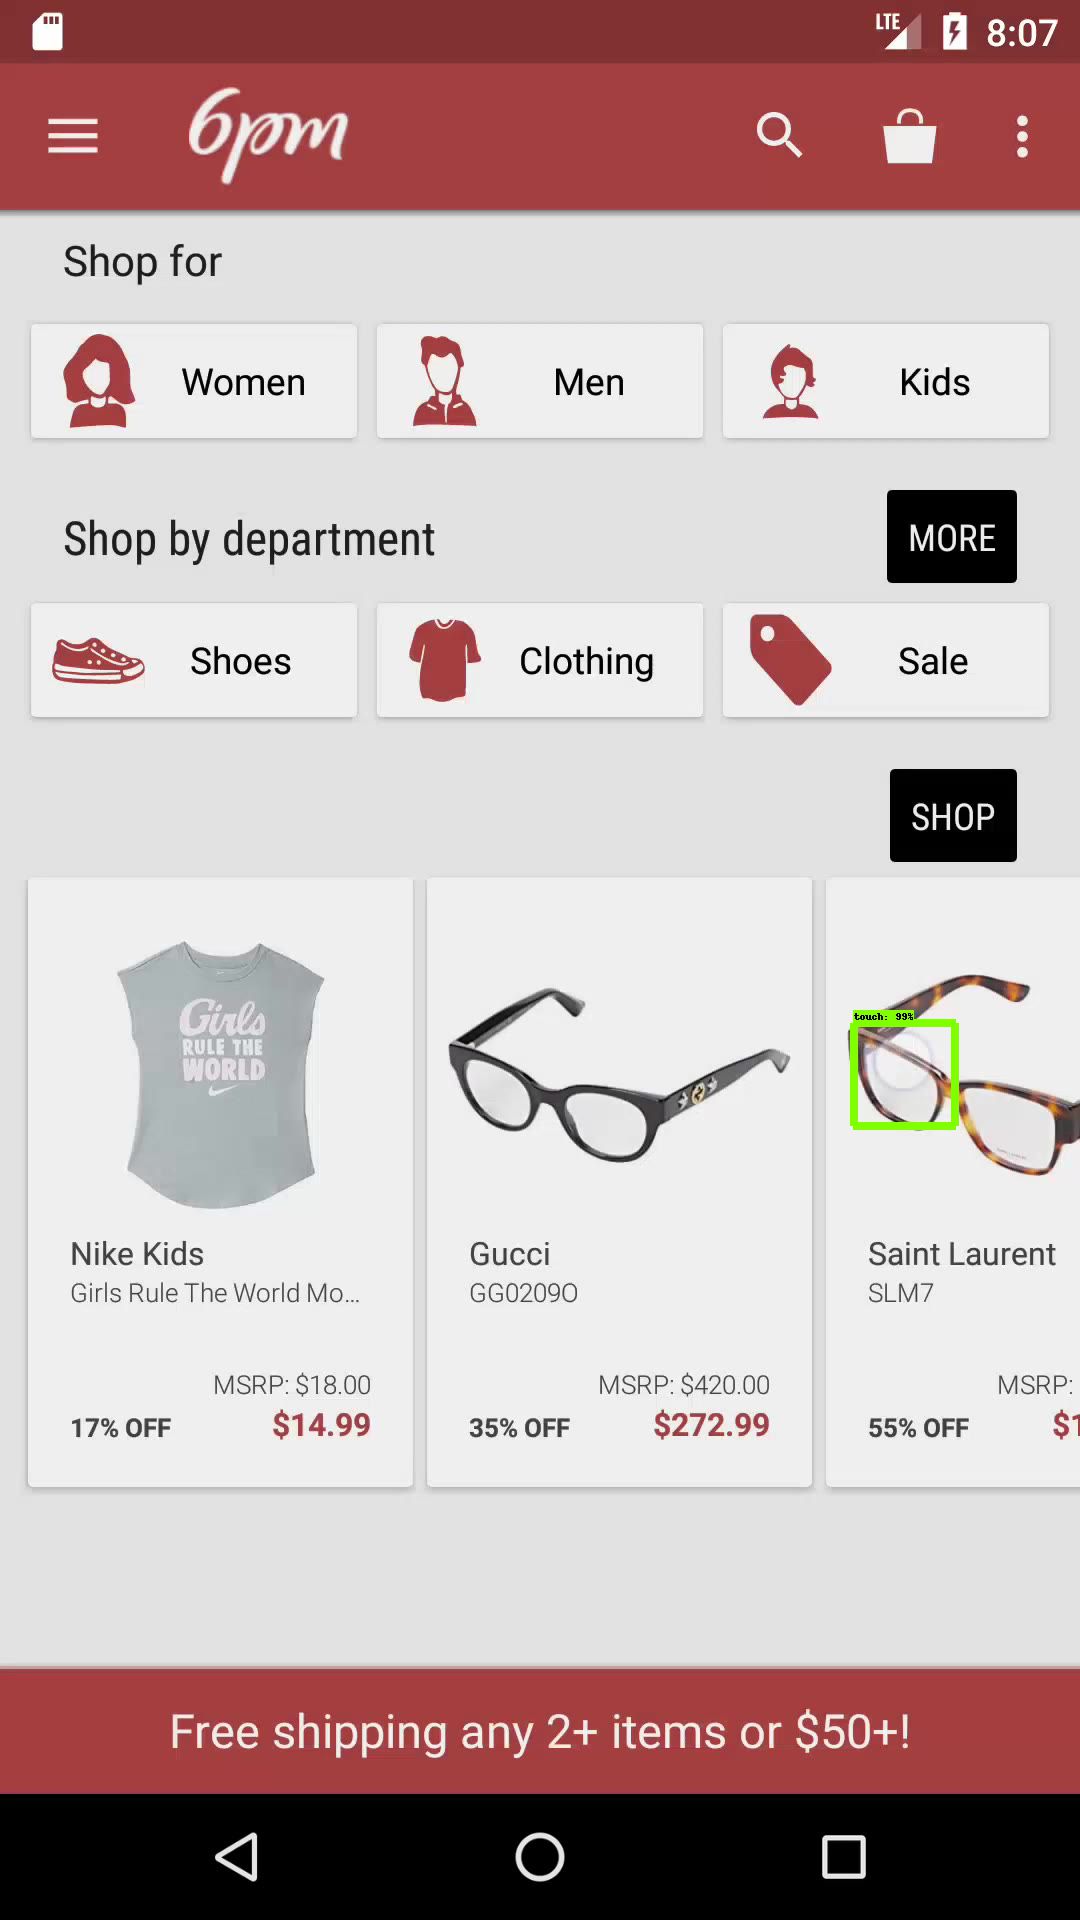 LTE 8:07
6pm
Shop for
Women Men Kids
Shop by department MORE
Shoes Clothing Sale
SHOP
touch: 99%
Girls
RULE THE
WORLD
Nike Kids
Girls Rule The World Mo...
MSRP: $18.00
17% OFF $14.99
Gucci
GG0209O
MSRP: $420.00
35% OFF $272.99
Saint Laurent
SLM7
MSRP:
55% OFF $1
Free shipping any 2+ items or $50+!